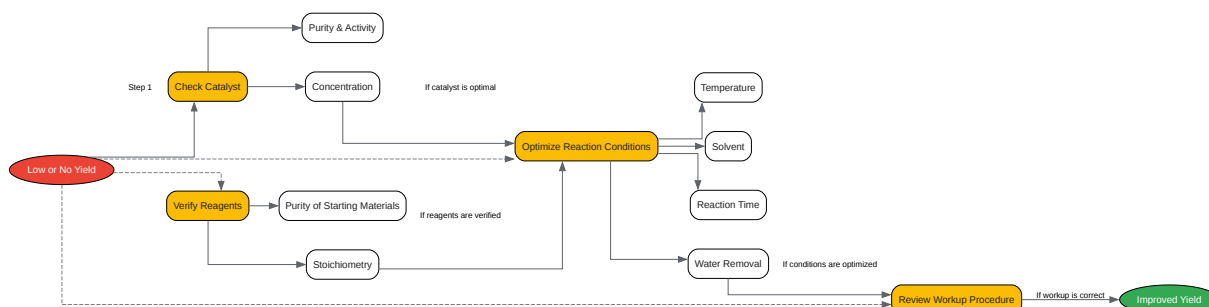 Purity & Activity
Step 1
Check Catalyst
Concentration
If catalyst is optimal
Temperature
Optimize Reaction Conditions
Solvent
Low or No Yield
Verify Reagents
Purity of Starting Materials
If reagents are verified
Reaction Time
Stoichiometry
Water Removal
If conditions are optimized
Review Workup Procedure
If workup is correct
Improved Yield